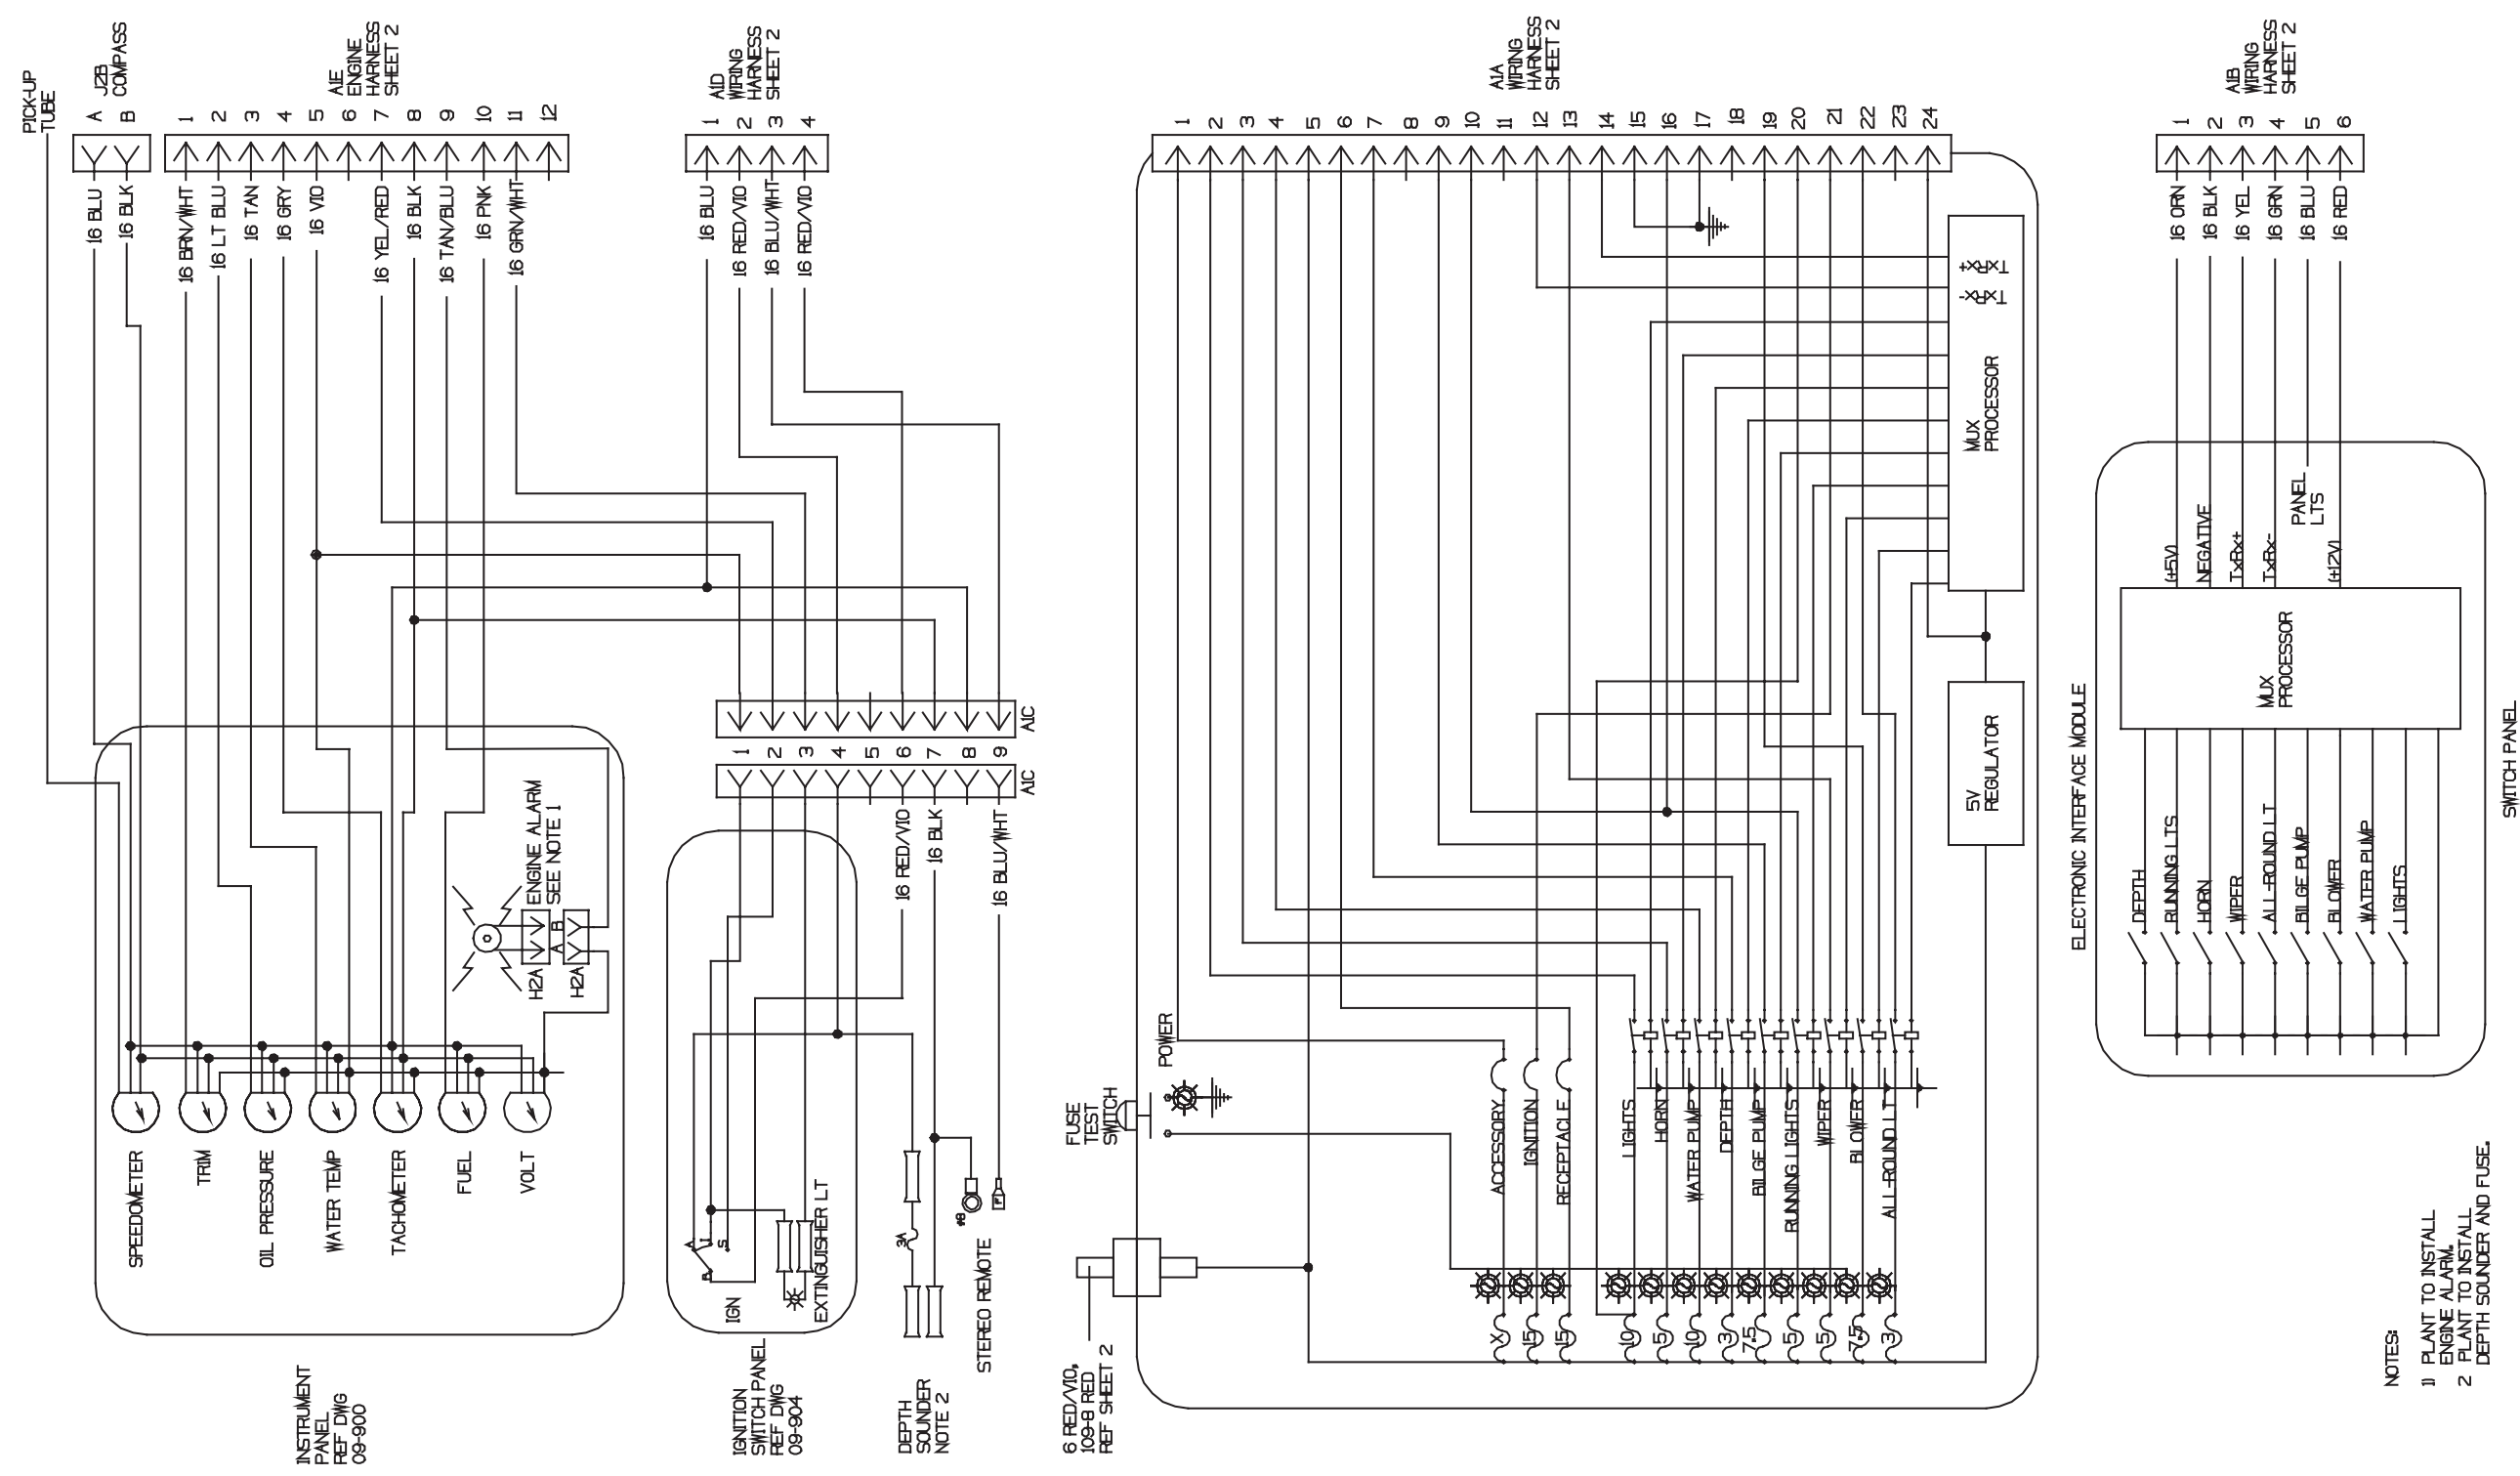 PICK-UP
TUBE
A
B
J2B
COMPASS
16 BLU
16 BLK
A1E
ENGINE
HARNESS
SHEET 2
1
2
3
4
5
6
7
8
9
10
11
12
16 BRN/WHT
16 LT BLU
16 TAN
16 GRY
16 VIO
16 YEL/RED
16 BLK
16 TAN/BLU
16 PNK
16 GRN/WHT
A1D
WIRING
HARNESS
SHEET 2
1
2
3
4
16 BLU
16 RED/VIO
16 BLU/WHT
16 RED/VIO
A1A
WIRING
HARNESS
SHEET 2
1
2
3
4
5
6
7
8
9
10
11
12
13
14
15
16
17
18
19
20
21
22
23
24
A1B
WIRING
HARNESS
SHEET 2
1
2
3
4
5
6
16 ORN
16 BLK
16 YEL
16 GRN
16 BLU
16 RED
MUX
PROCESSOR
5V
REGULATOR
ELECTRONIC INTERFACE MODULE
(+5V)
NEGATIVE
TxRx+
TxRx-
PANEL
LTS
(+12V)
MUX
PROCESSOR
DEPTH
RUNNING LTS
HORN
WIPER
ALL-ROUND LT
BILGE PUMP
BLOWER
WATER PUMP
LIGHTS
SWITCH PANEL
A1C
1
2
3
4
5
6
7
8
9
A1C
16 RED/VIO
16 BLK
16 BLU/WHT
ENGINE ALARM
SEE NOTE 1
A
B
H2A
H2A
SPEEDOMETER
TRIM
OIL PRESSURE
WATER TEMP
TACHOMETER
FUEL
VOLT
INSTRUMENT
PANEL
REF DWG
09-900
A
I
S
B
IGN
EXTINGUISHER LT
IGNITION
SWITCH PANEL
REF DWG
09-904
3A
#8
DEPTH
SOUNDER
NOTE 2
STEREO REMOTE
POWER
FUSE
TEST
SWITCH
6 RED/VIO,
109-8 RED
REF SHEET 2
ACCESSORY
IGNITION
RECEPTACLE
LIGHTS
HORN
WATER PUMP
DEPTH
BILGE PUMP
RUNNING LIGHTS
WIPER
BLOWER
ALL-ROUND LT
X
15
15
10
5
10
3
7.5
5
5
7.5
3
NOTES:
1) PLANT TO INSTALL
ENGINE ALARM.
2 PLANT TO INSTALL
DEPTH SOUNDER AND FUSE.